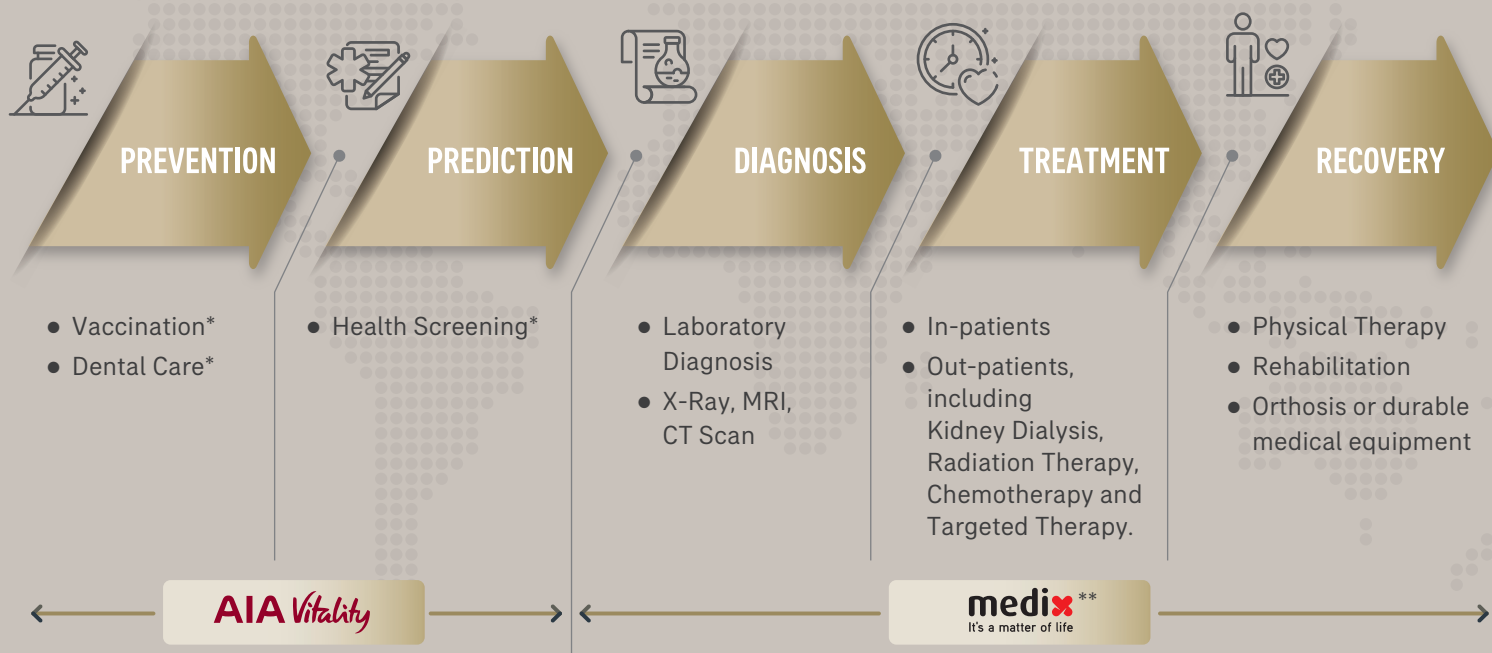 PREVENTION
PREDICTION
DIAGNOSIS
TREATMENT
RECOVERY
● Vaccination*
● Dental Care*
● Health Screening*
● Laboratory
Diagnosis
● X-Ray, MRI,
CT Scan
● In-patients
● Out-patients,
including
Kidney Dialysis,
Radiation Therapy,
Chemotherapy and
Targeted Therapy.
● Physical Therapy
● Rehabilitation
● Orthosis or durable
medical equipment
AIA Vitality
medix**
It's a matter of life